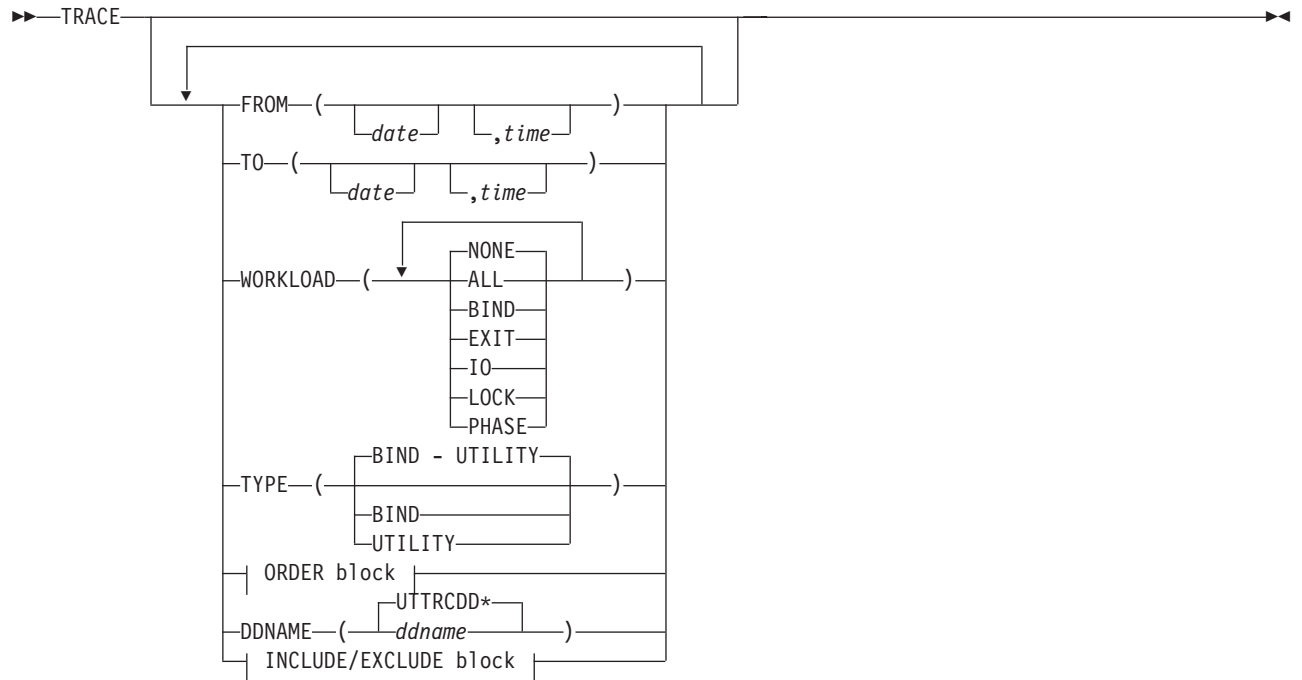 TRACE
FROM ( date ,time )
TO ( date ,time )
WORKLOAD ( NONE
ALL )
BIND
EXIT
IO
LOCK
PHASE
BIND - UTILITY
TYPE ( )
BIND
UTILITY
ORDER block
UTTRCDD*
DDNAME ( ddname )
INCLUDE/EXCLUDE block